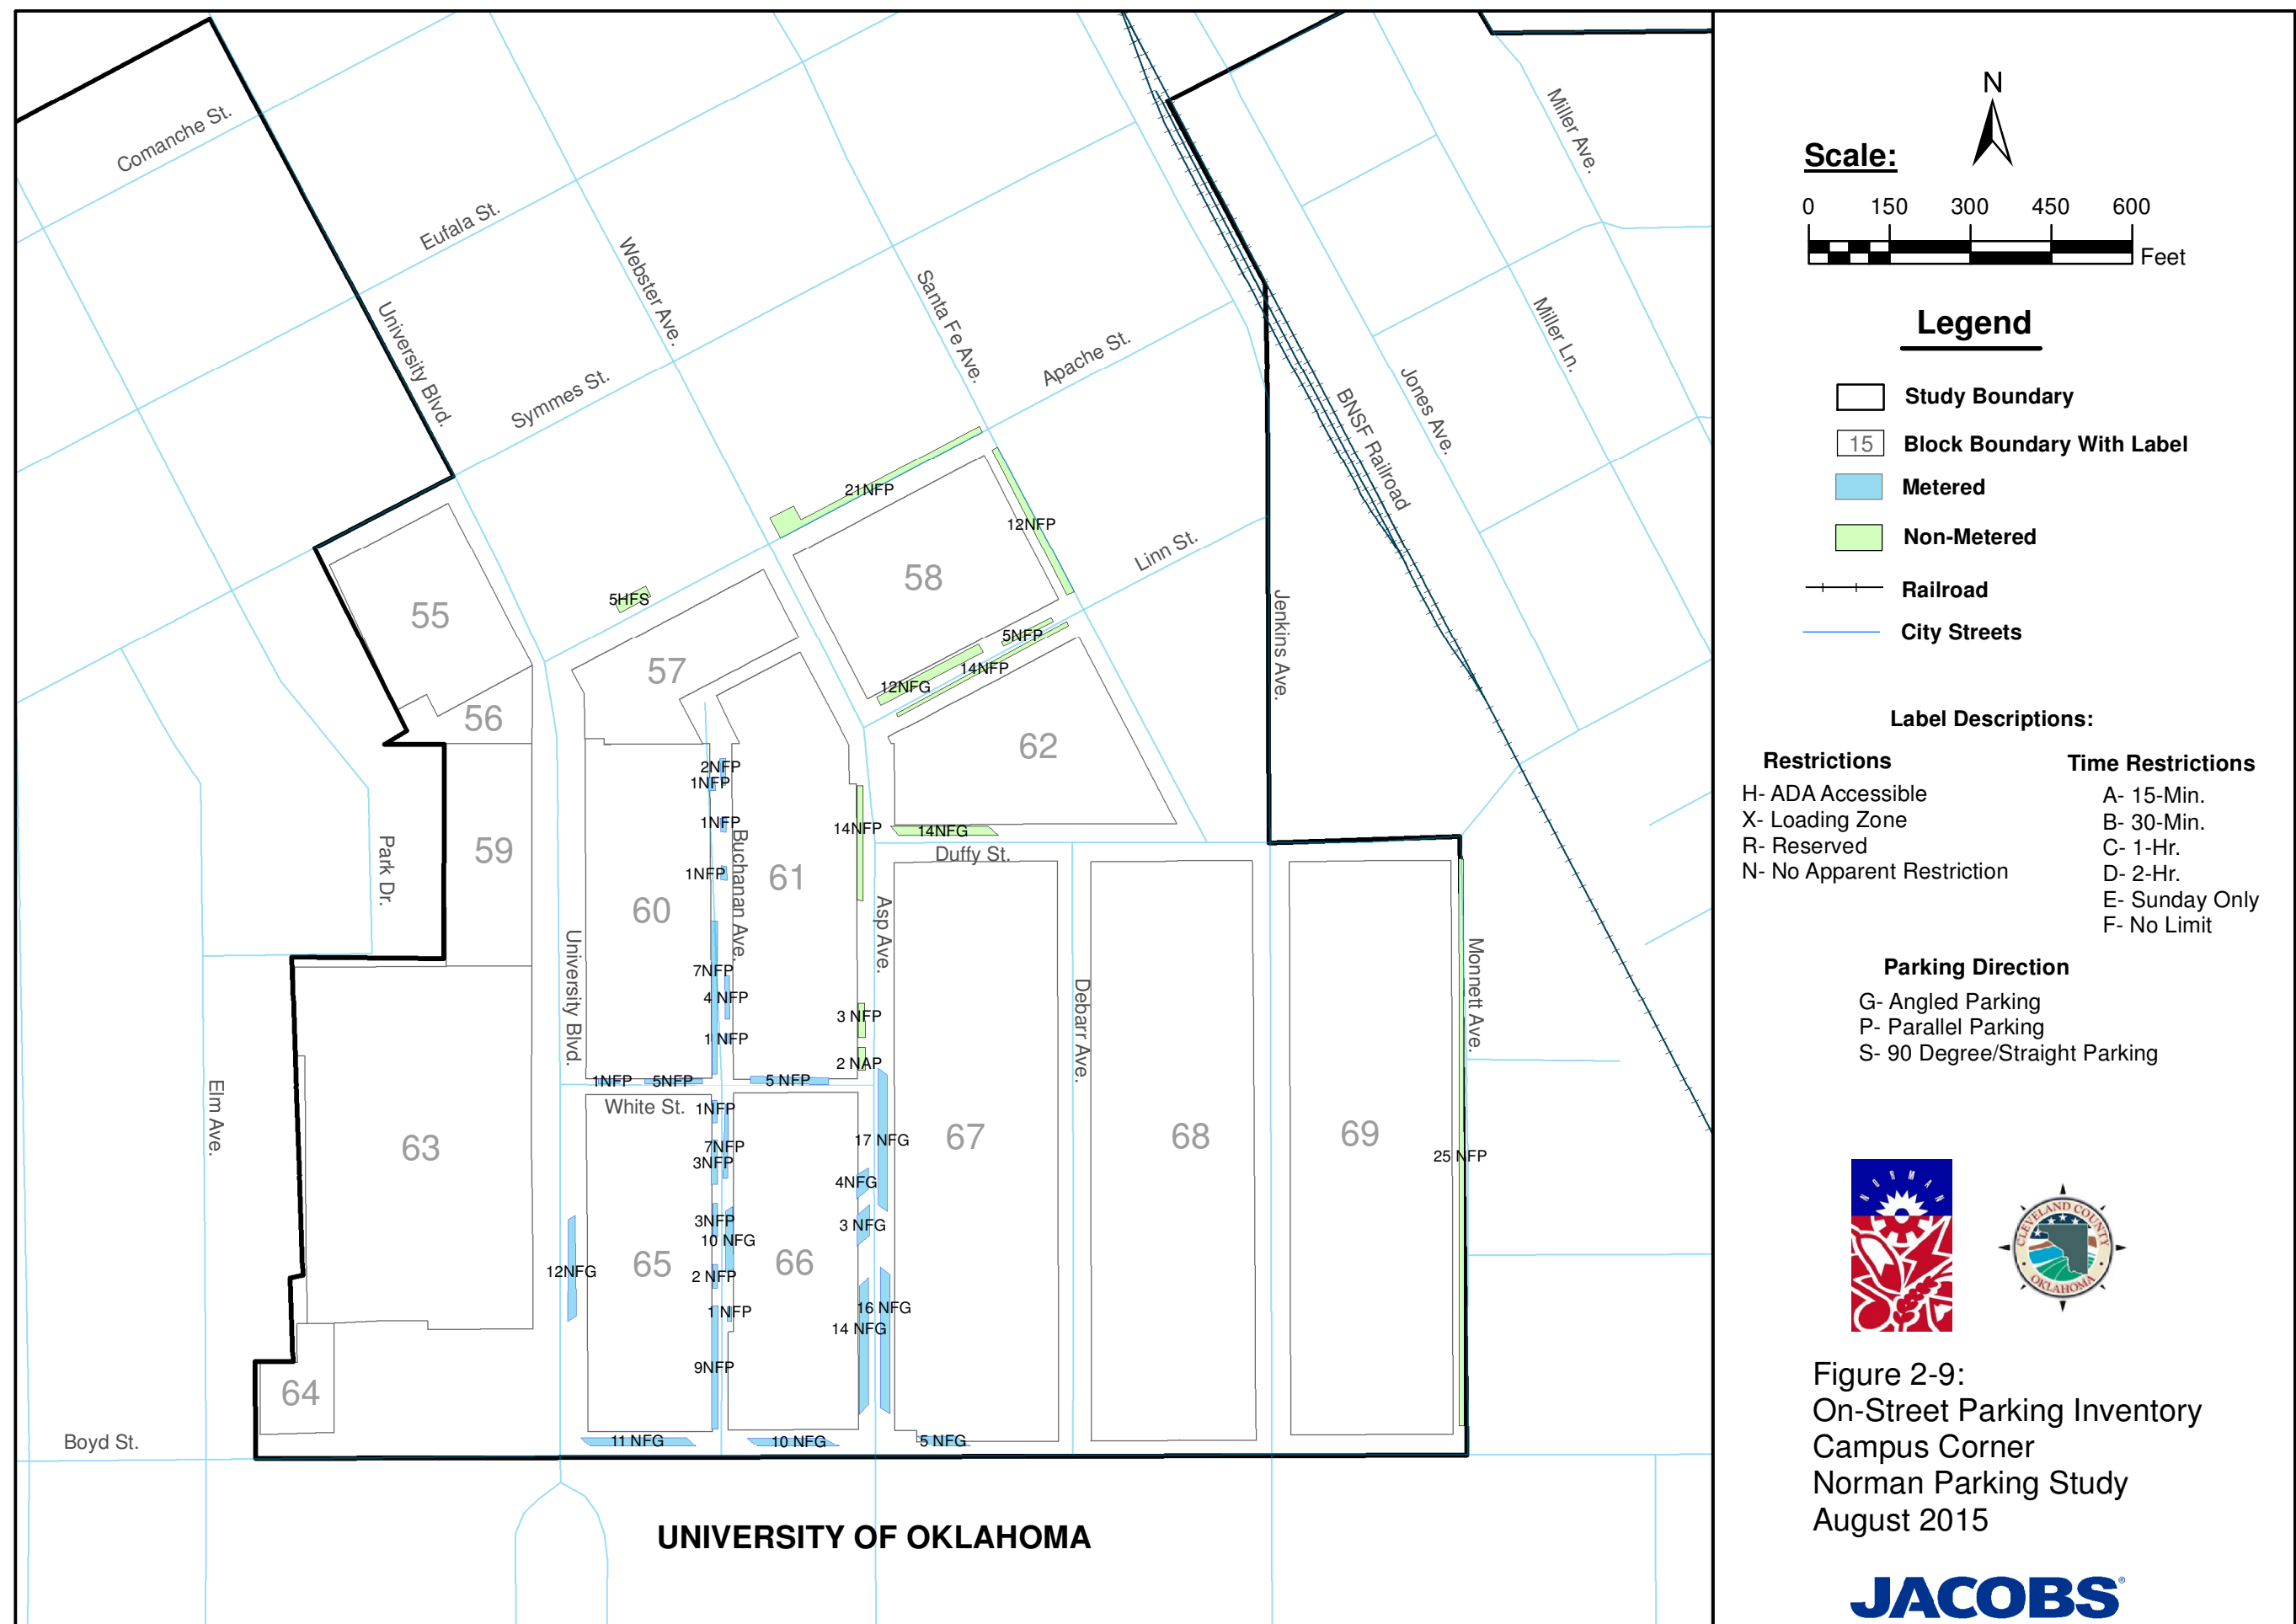 Comanche St.
Eufala St.
Webster Ave.
University Blvd.
Symmes St.
Santa Fe Ave.
Apache St.
BNSF Railroad
Jones Ave.
Miller Ave.
Miller Ln.
Linn St.
Jenkins Ave.
21NFP
12NFP
58
5HFS
55
57
5NFP
14NFP
12NFG
56
62
2NFP
1NFP
1NFP
14NFP
14NFG
Duffy St.
Park Dr.
59
Buchanan Ave.
61
1NFP
60
Asp Ave.
University Blvd.
7NFP
4 NFP
Debarr Ave.
Monnett Ave.
3 NFP
1 NFP
2 NAP
1NFP
5NFP
5 NFP
White St.
1NFP
Elm Ave.
63
7NFP
3NFP
17 NFG
67
68
69
25 NFP
4NFG
3NFP
3 NFG
10 NFG
12NFG
65
66
2 NFP
1 NFP
16 NFG
14 NFG
9NFP
64
Boyd St.
11 NFG
10 NFG
5 NFG
UNIVERSITY OF OKLAHOMA
N
Scale:
0 150 300 450 600
Feet
Legend
Study Boundary
15 Block Boundary With Label
Metered
Non-Metered
Railroad
City Streets
Label Descriptions:
Restrictions
H- ADA Accessible
X- Loading Zone
R- Reserved
N- No Apparent Restriction
Time Restrictions
A- 15-Min.
B- 30-Min.
C- 1-Hr.
D- 2-Hr.
E- Sunday Only
F- No Limit
Parking Direction
G- Angled Parking
P- Parallel Parking
S- 90 Degree/Straight Parking
NORMAN
CLEVELAND COUNTY
OKLAHOMA
Figure 2-9:
On-Street Parking Inventory
Campus Corner
Norman Parking Study
August 2015
JACOBS®